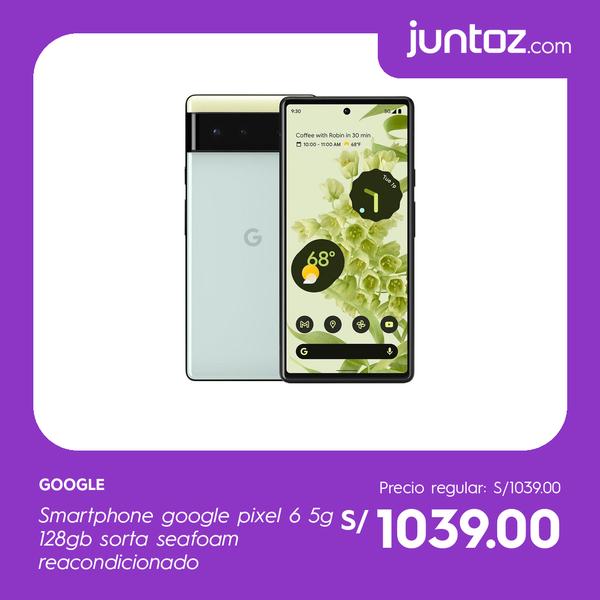 juntoz.com
9:30
5G
Coffee with Robin in 30 min
10:00 - 11:00 AM 68°F
Tue 19
68°
G
G
GOOGLE
Precio regular: S/1039.00
Smartphone google pixel 6 5g
128gb sorta seafoam
reacondicionado
S/ 1039.00